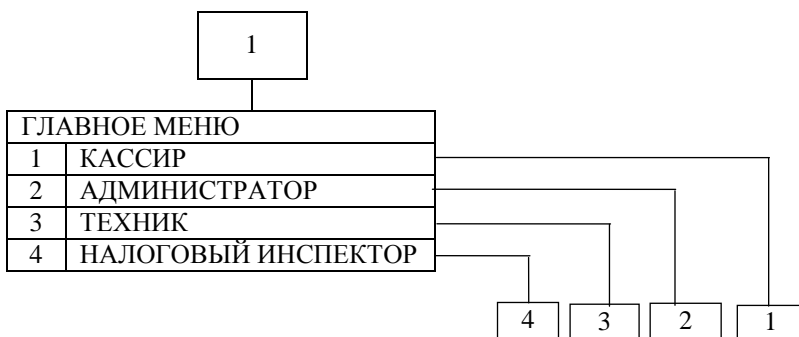 1
ГЛАВНОЕ МЕНЮ
1 КАССИР
2 АДМИНИСТРАТОР
3 ТЕХНИК
4 НАЛОГОВЫЙ ИНСПЕКТОР
4 3 2 1